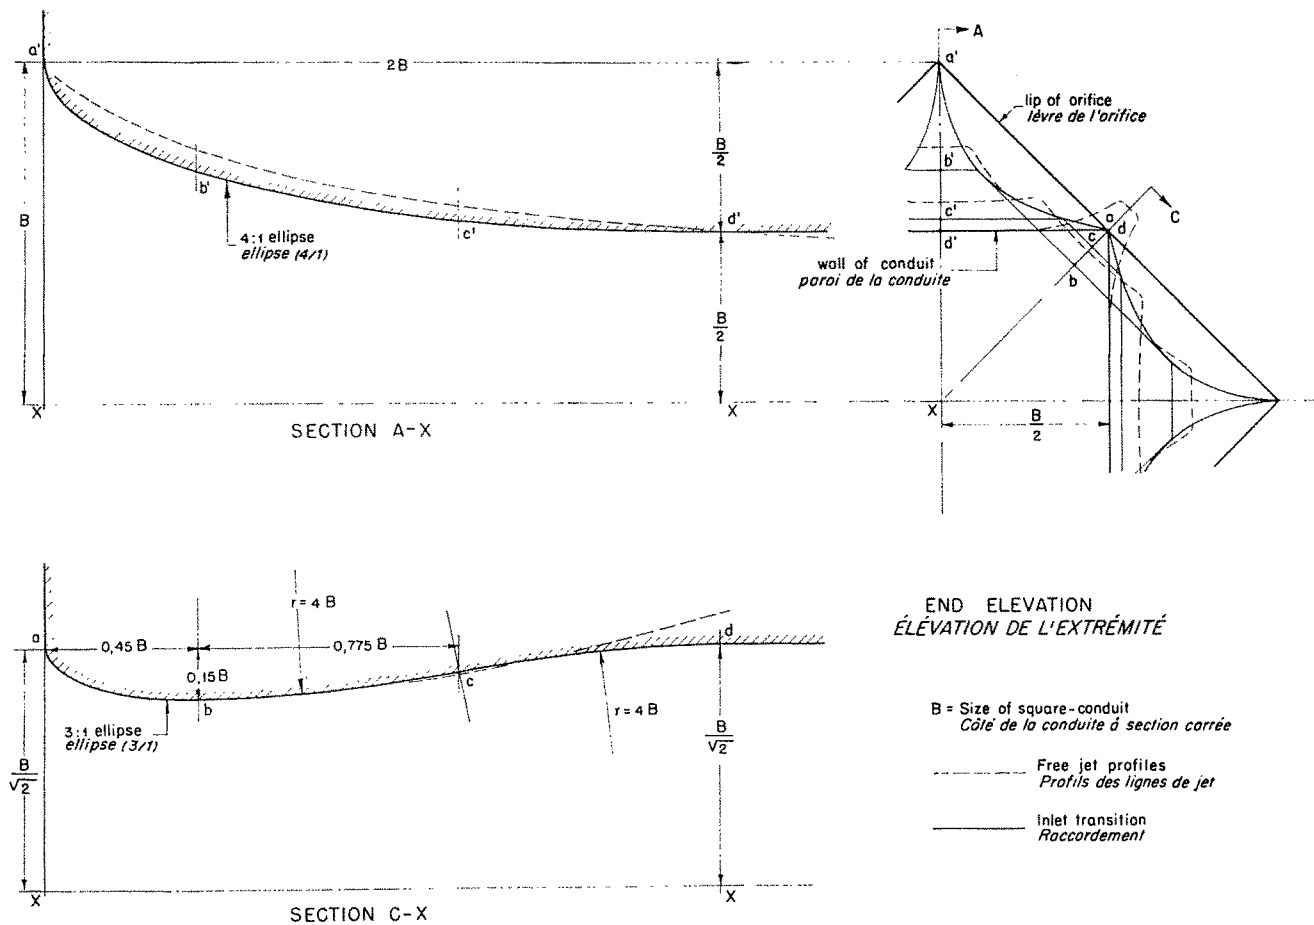 a'
2B
B
B
2
b'
4:1 ellipse
ellipse (4/1)
c'
d'
B
2
X
X
SECTION A-X
A
a'
lip of orifice
lèvre de l'orifice
b'
c'
d'
a
d
c
b
C
wall of conduit
paroi de la conduite
X
B
2
a
0,45 B
r=4 B
0,775B
0,15B
b
c
d
3:1 ellipse
ellipse (3/1)
r=4B
B
√2
B
√2
X
X
SECTION C-X
END ELEVATION
ÉLÉVATION DE L'EXTRÉMITÉ
B = Size of square-conduit
Côté de la conduite à section carrée
Free jet profiles
Profils des lignes de jet
Inlet transition
Raccordement